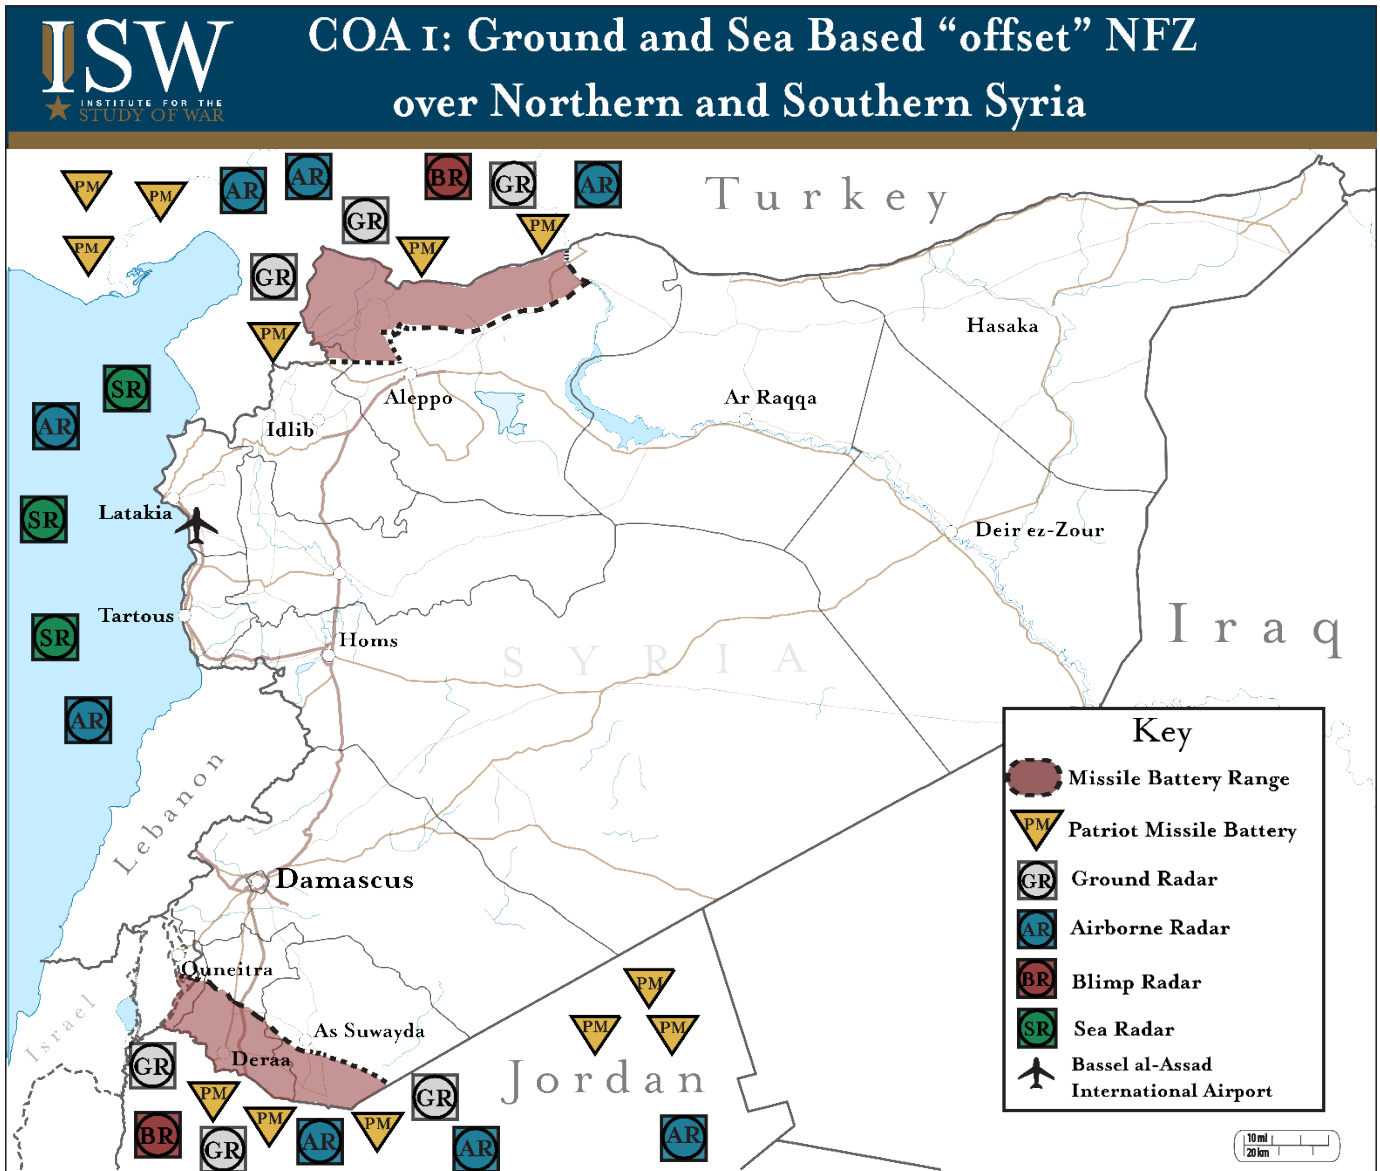 ISW
INSTITUTE FOR THE
STUDY OF WAR
COA 1: Ground and Sea Based “offset” NFZ
over Northern and Southern Syria
PM
PM
AR
AR
BR
GR
AR
Turkey
GR
PM
PM
PM
GR
PM
Hasaka
SR
Aleppo
Ar Raqqa
AR
Idlib
Latakia
SR
Deir ez-Zour
Tartous
SR
Homs
SYRIA
Iraq
AR
Lebanon
Damascus
Quneitra
PM
As Suwayda
PM
PM
Israel
Deraa
GR
Jordan
PM
GR
PM
PM
BR
GR
AR
AR
AR
Key
Missile Battery Range
PM
Patriot Missile Battery
GR
Ground Radar
AR
Airborne Radar
BR
Blimp Radar
SR
Sea Radar
Bassel al-Assad
International Airport
10 mi
20 km